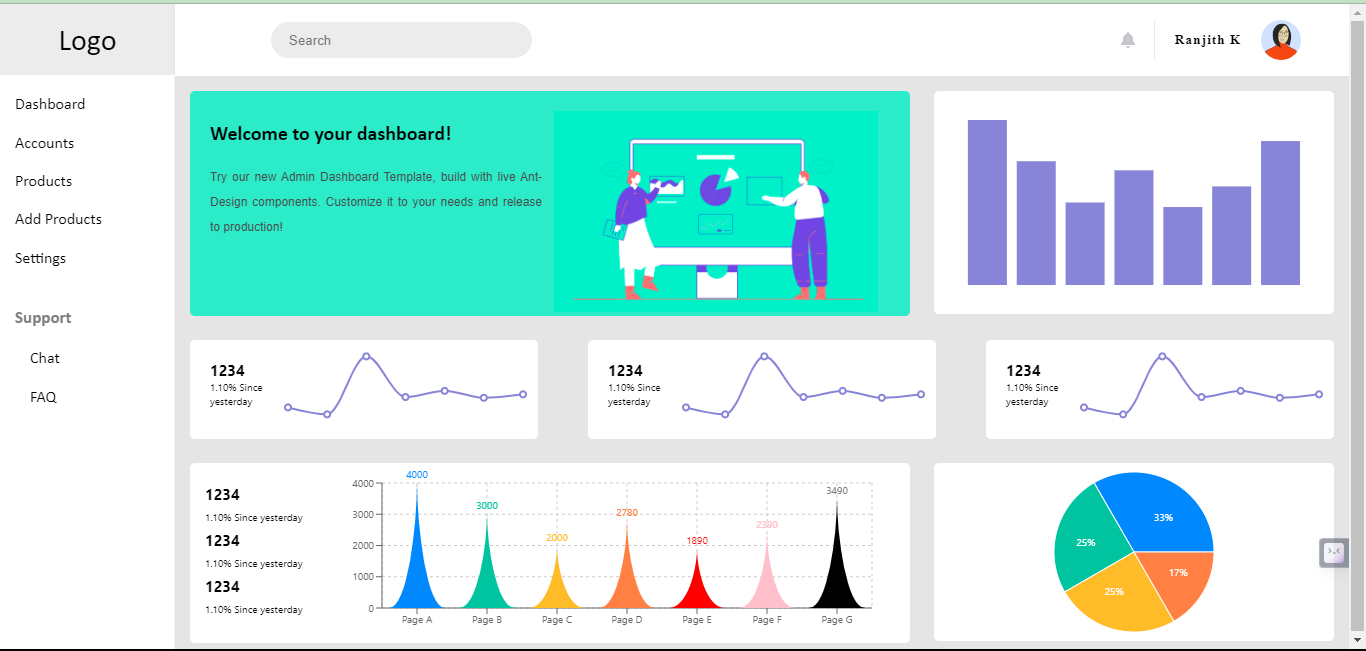 Logo
Search
Ranjith K
Dashboard
Accounts
Products
Add Products
Settings
Support
Chat
FAQ
Welcome to your dashboard!
Try our new Admin Dashboard Template, build with live Ant-
Design components. Customize it to your needs and release
to production!
1234
1.10% Since
yesterday
1234
1.10% Since
yesterday
1234
1.10% Since
yesterday
1234
1.10% Since yesterday
1234
1.10% Since yesterday
1234
1.10% Since yesterday
4000
3000
2000
1000
0
4000
3000
2000
2780
1890
2390
3490
Page A
Page B
Page C
Page D
Page E
Page F
Page G
33%
25%
25%
17%